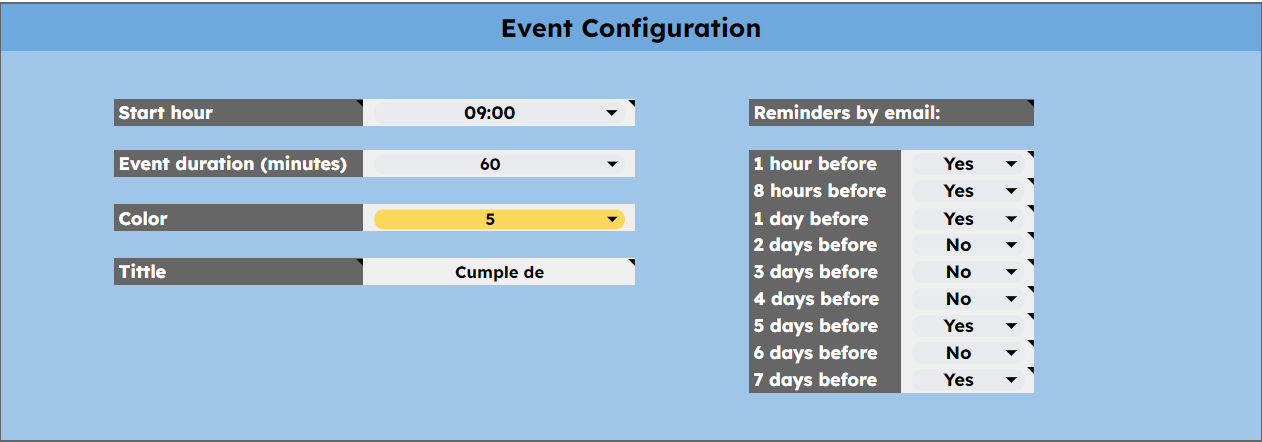 Event Configuration
Start hour 09:00
Event duration (minutes) 60
Color 5
Tittle Cumple de
Reminders by email:
1 hour before Yes
8 hours before Yes
1 day before Yes
2 days before No
3 days before No
4 days before No
5 days before Yes
6 days before No
7 days before Yes